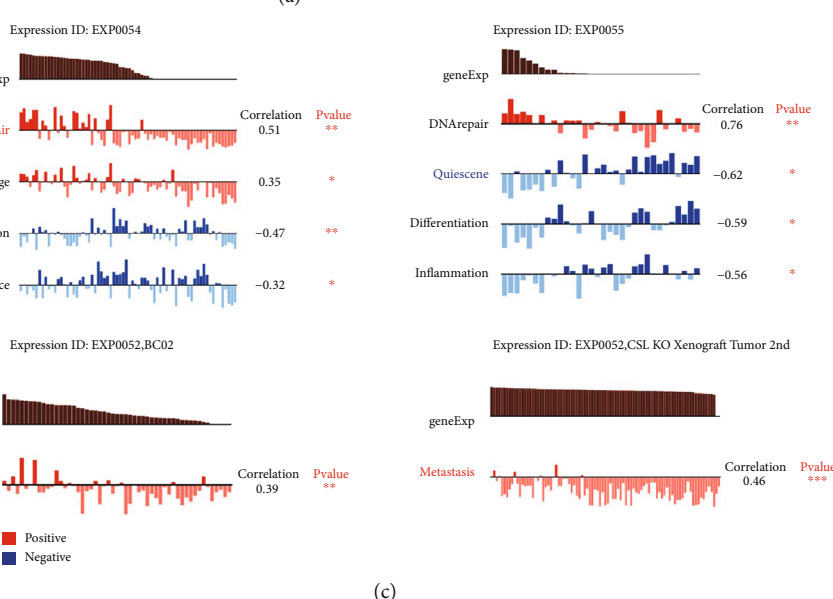 Expression ID: EXP0054
Correlation Pvalue
0.51 **
0.35 *
−0.47 **
−0.32 *
Expression ID: EXP0055
geneExp
Correlation Pvalue
DNArepair 0.76 **
Quiescene −0.62 *
Differentiation −0.59 *
Inflammation −0.56 *
Expression ID: EXP0052,BC02
Correlation Pvalue
0.39 **
Expression ID: EXP0052,CSL KO Xenograft Tumor 2nd
geneExp
Correlation Pvalue
Metastasis 0.46 ***
Positive
Negative
(c)